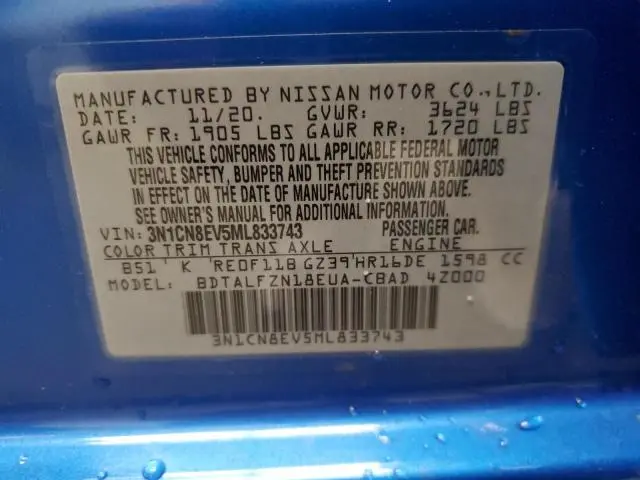 MANUFACTURED BY NISSAN MOTOR CO.,LTD.
DATE: 11/20. GVWR: 3624 LBS
GAWR FR: 1905 LBS GAWR RR: 1720 LBS
THIS VEHICLE CONFORMS TO ALL APPLICABLE FEDERAL MOTOR
VEHICLE SAFETY, BUMPER AND THEFT PREVENTION STANDARDS
IN EFFECT ON THE DATE OF MANUFACTURE SHOWN ABOVE.
SEE OWNER'S MANUAL FOR ADDITIONAL INFORMATION.
VIN: 3N1CN8EV5ML833743 PASSENGER CAR.
COLOR TRIM TRANS AXLE ENGINE
B51 ' K 'RE0F11B GZ39'HR16DE 1598 CC
MODEL: BDTALFZN18EUA-CBAD 4Z000
3N1CN8EV5ML833743